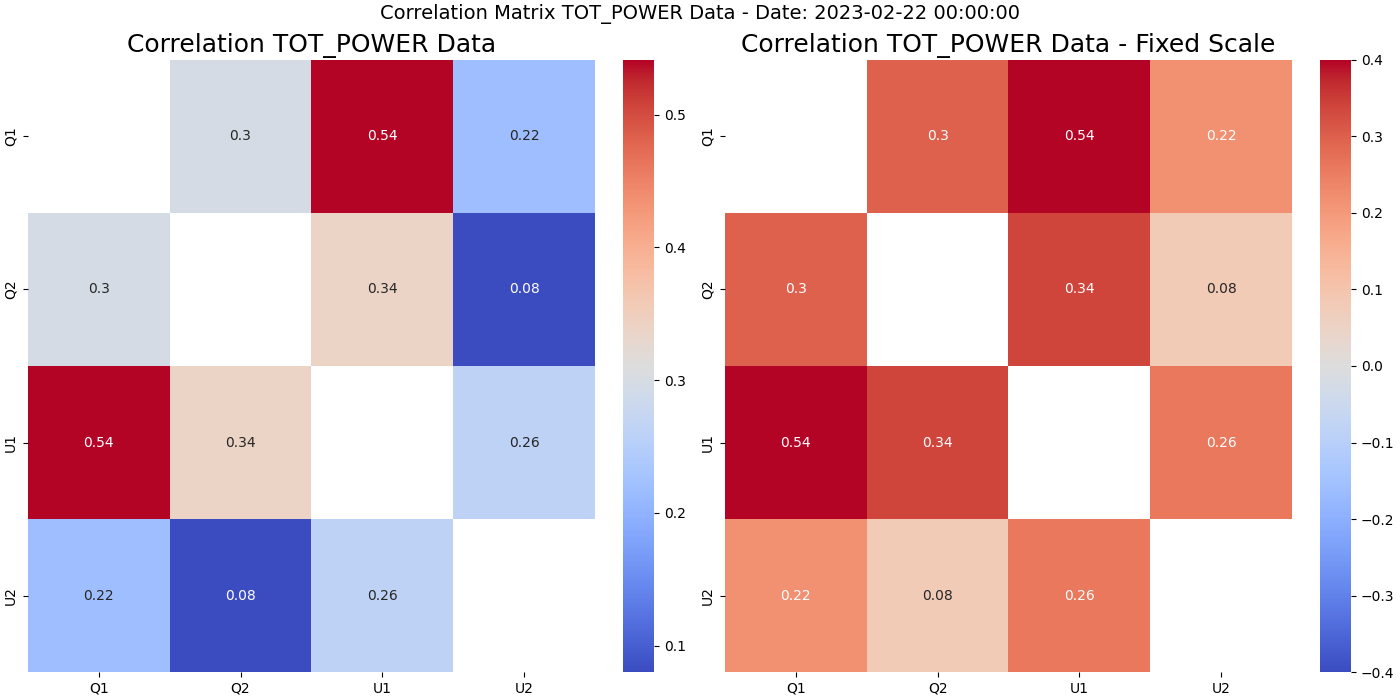 Correlation Matrix TOT_POWER Data - Date: 2023-02-22 00:00:00
Correlation TOT_POWER Data
Q1
0.3
0.54
0.22
Q2
0.3
0.34
0.08
U1
0.54
0.34
0.26
U2
0.22
0.08
0.26
Q1 Q2 U1 U2
0.5
0.4
0.3
0.2
0.1
Correlation TOT_POWER Data - Fixed Scale
Q1
0.3
0.54
0.22
Q2
0.3
0.34
0.08
U1
0.54
0.34
0.26
U2
0.22
0.08
0.26
Q1 Q2 U1 U2
0.4
0.3
0.2
0.1
0.0
−0.1
−0.2
−0.3
−0.4